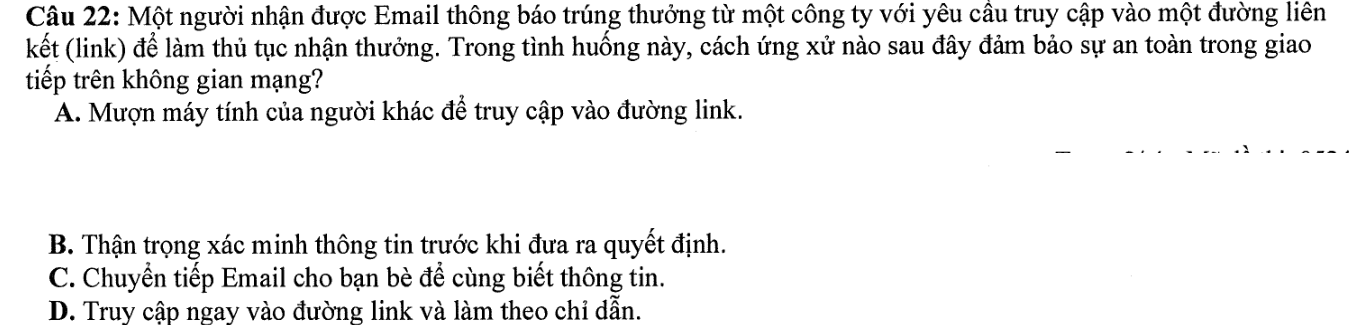 Câu 22: Một người nhận được Email thông báo trúng thưởng từ một công ty với yêu cầu truy cập vào một đường liên
kết (link) để làm thủ tục nhận thưởng. Trong tình huống này, cách ứng xử nào sau đây đảm bảo sự an toàn trong giao
tiếp trên không gian mạng?
A. Mượn máy tính của người khác để truy cập vào đường link.
B. Thận trọng xác minh thông tin trước khi đưa ra quyết định.
C. Chuyển tiếp Email cho bạn bè để cùng biết thông tin.
D. Truy cập ngay vào đường link và làm theo chỉ dẫn.